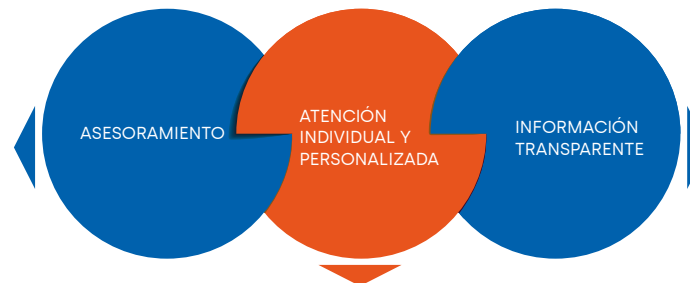 ASESORAMIENTO
ATENCIÓN
INDIVIDUAL Y
PERSONALIZADA
INFORMACIÓN
TRANSPARENTE